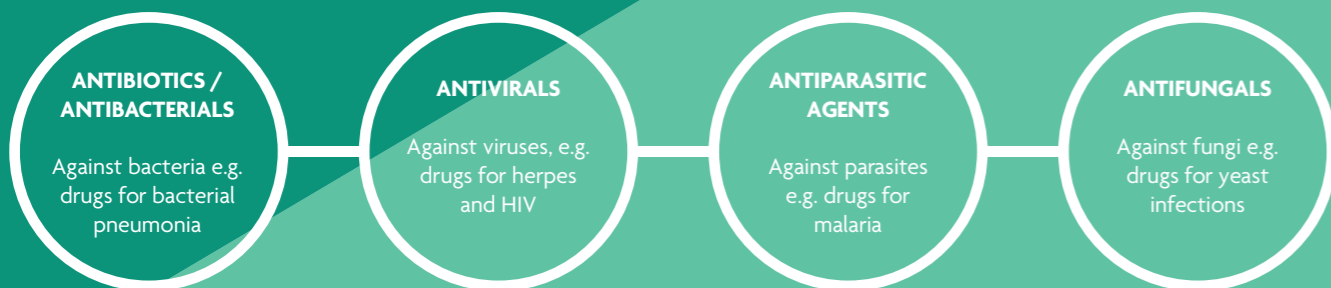 ANTIBIOTICS /
ANTIBACTERIALS
Against bacteria e.g.
drugs for bacterial
pneumonia
ANTIVIRALS
Against viruses, e.g.
drugs for herpes
and HIV
ANTIPARASITIC
AGENTS
Against parasites
e.g. drugs for
malaria
ANTIFUNGALS
Against fungi e.g.
drugs for yeast
infections